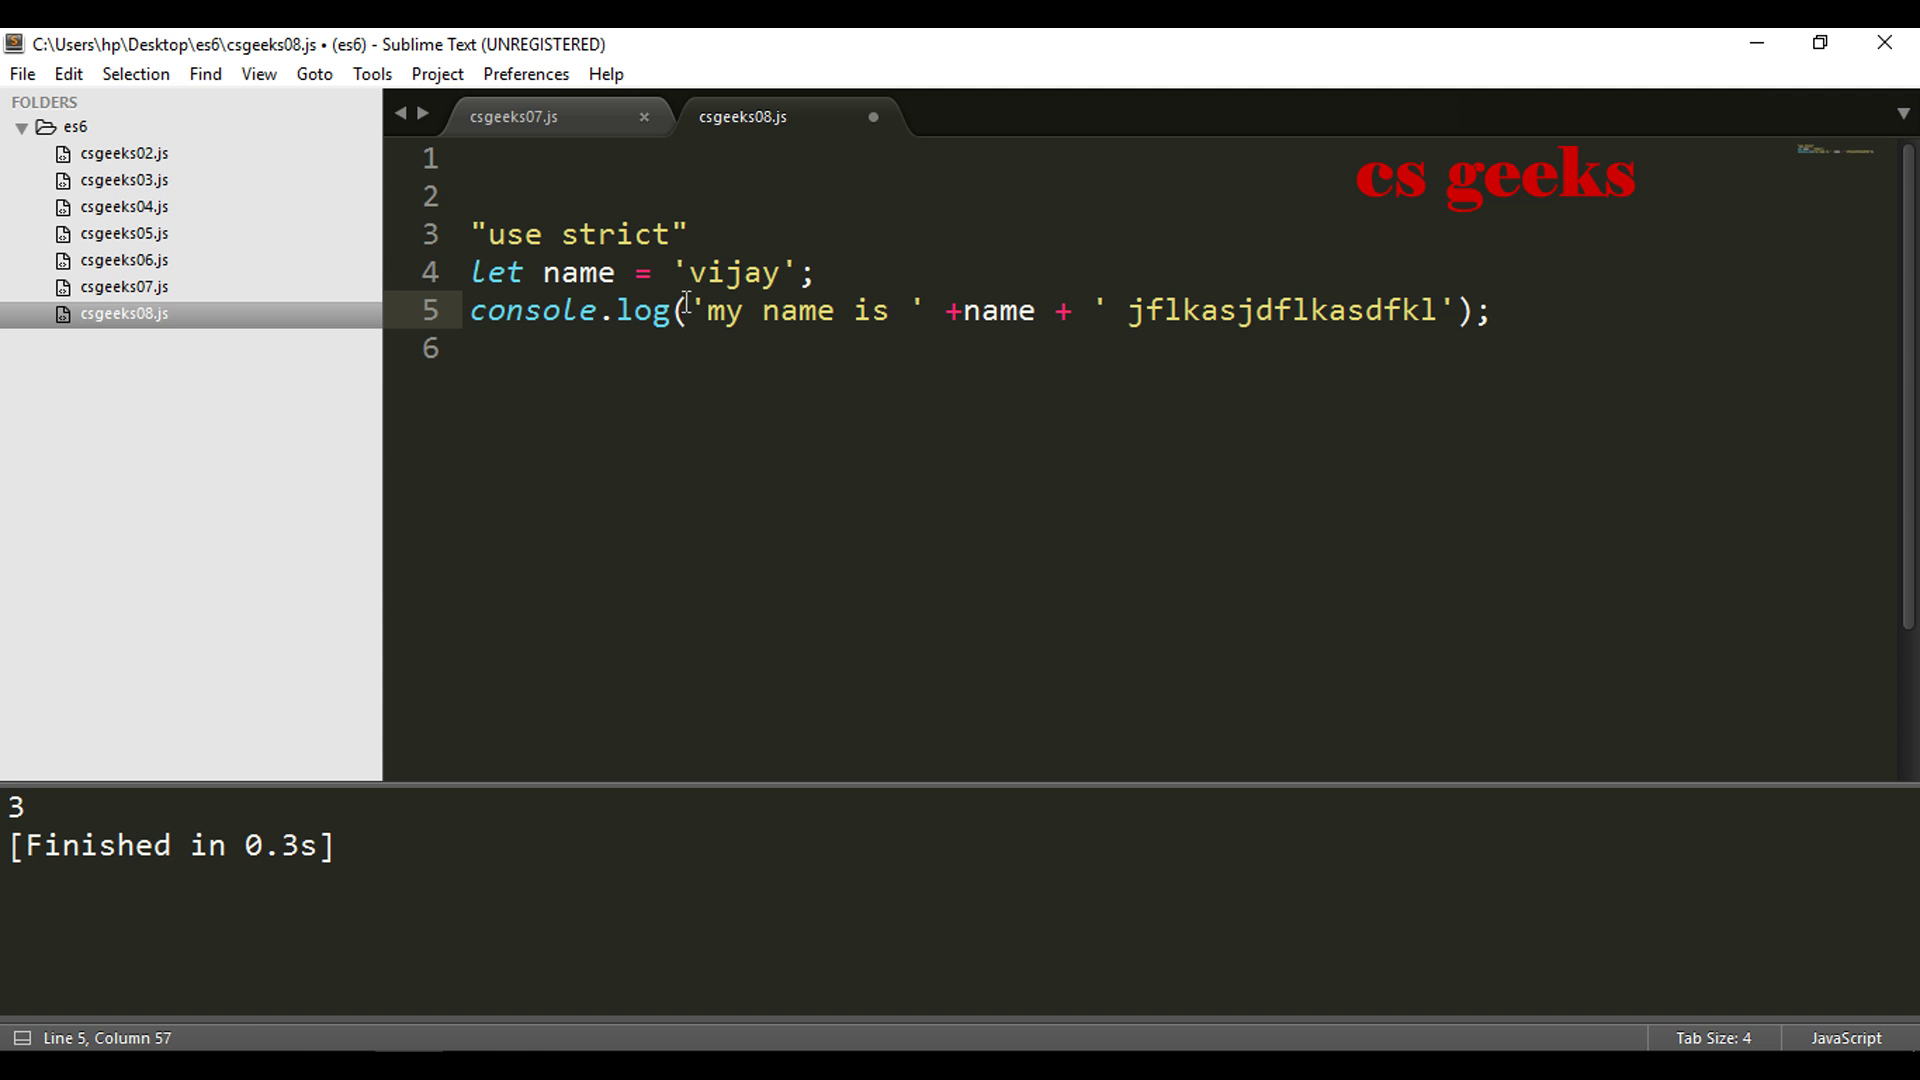 C:\Users\hp\Desktop\es6\csgeeks08.js • (es6) - Sublime Text (UNREGISTERED)
File Edit Selection Find View Goto Tools Project Preferences Help
FOLDERS
es6
csgeeks02.js
csgeeks03.js
csgeeks04.js
csgeeks05.js
csgeeks06.js
csgeeks07.js
csgeeks08.js
csgeeks07.js csgeeks08.js
cs geeks
1
2
3 "use strict"
4 let name = 'vijay';
5 console.log('my name is ' +name + ' jflkasjdflkasdfkl');
6
3
[Finished in 0.3s]
Line 5, Column 57 Tab Size: 4 JavaScript